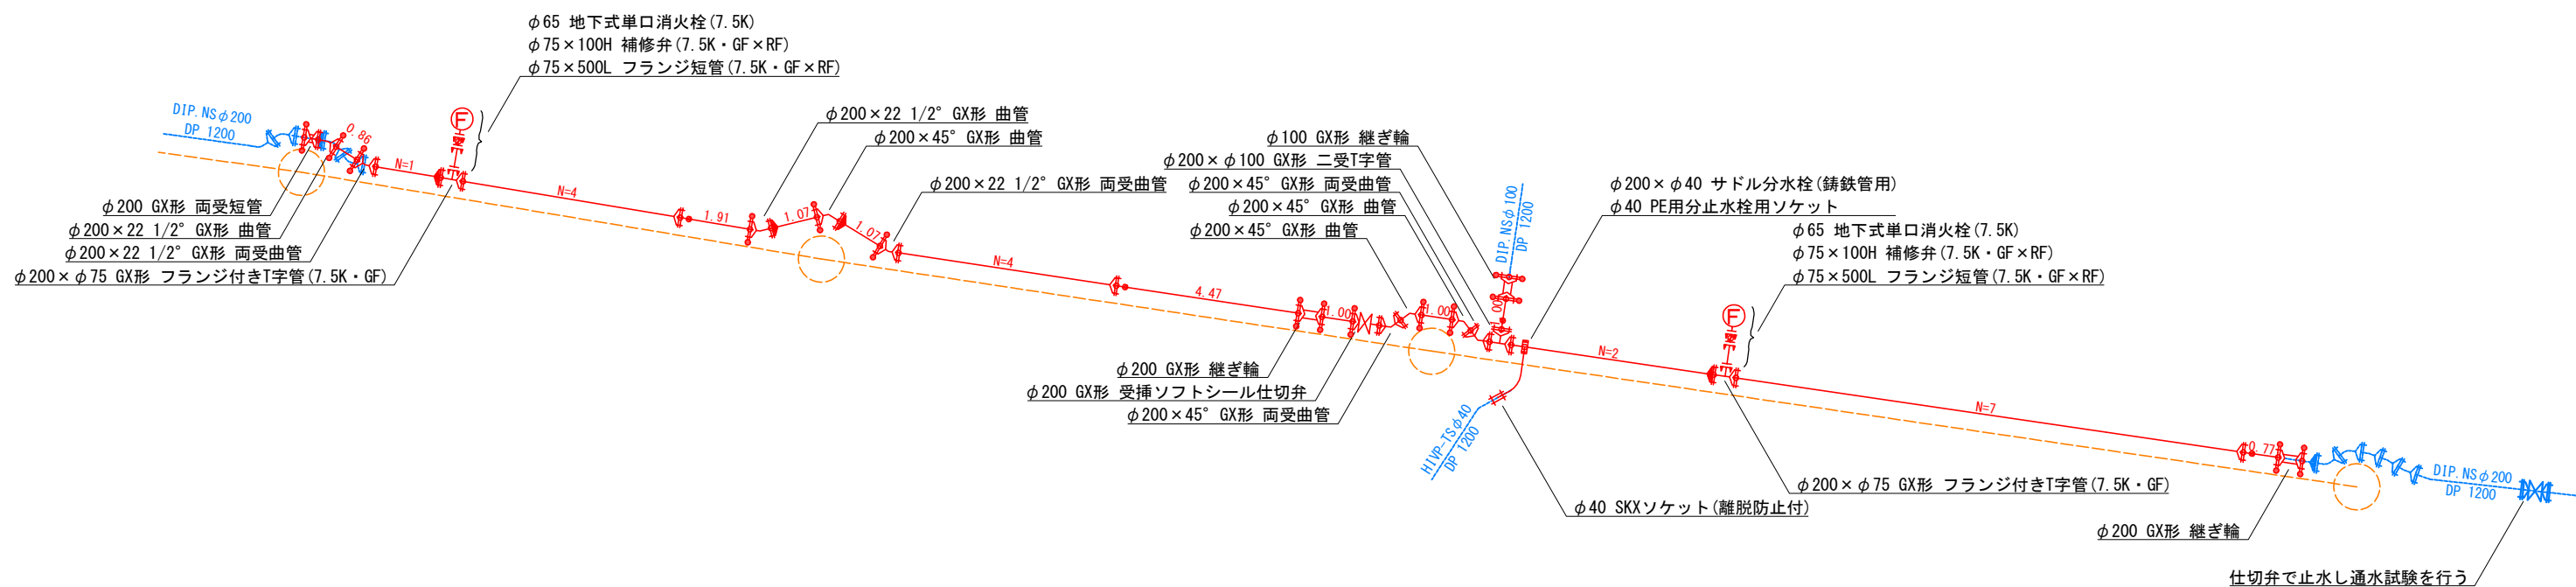 φ65 地下式単口消火栓(7.5K)
φ75×100H 補修弁(7.5K・GF×RF)
φ75×500L フランジ短管(7.5K・GF×RF)
DIP.NSφ200
DP 1200
0.86
N=1
F
φ200 GX形 両受短管
φ200×22 1/2° GX形 曲管
φ200×22 1/2° GX形 両受曲管
φ200×φ75 GX形 フランジ付きT字管(7.5K・GF)
N=4
1.91
φ200×22 1/2° GX形 曲管
φ200×45° GX形 曲管
1.07
1.07
φ200×22 1/2° GX形 両受曲管
N=4
4.47
φ100 GX形 継ぎ輪
φ200×φ100 GX形 二受T字管
φ200×45° GX形 両受曲管
φ200×45° GX形 曲管
φ200×45° GX形 曲管
1.00
1.00
1.00
DIP.NSφ100
DP 1200
φ200 GX形 継ぎ輪
φ200 GX形 受挿ソフトシール仕切弁
φ200×45° GX形 両受曲管
φ200×φ40 サドル分水栓(鋳鉄管用)
φ40 PE用分止水栓用ソケット
HIVP-TSφ40
DP 1200
φ40 SKXソケット(離脱防止付)
N=2
φ65 地下式単口消火栓(7.5K)
φ75×100H 補修弁(7.5K・GF×RF)
φ75×500L フランジ短管(7.5K・GF×RF)
F
φ200×φ75 GX形 フランジ付きT字管(7.5K・GF)
N=7
0.77
φ200 GX形 継ぎ輪
DIP.NSφ200
DP 1200
仕切弁で止水し通水試験を行う